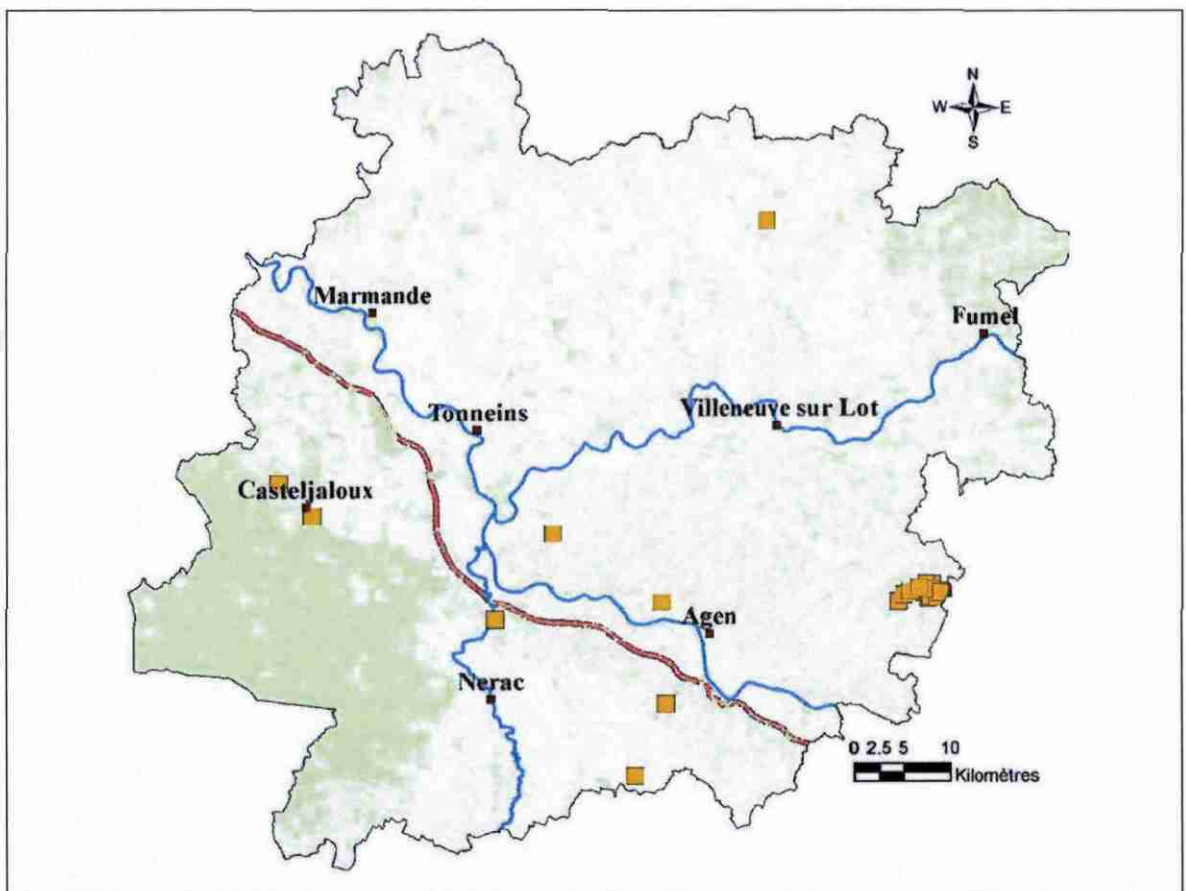 N
W E
S
Marmande
Fumel
Villeneuve sur Lot
Tonneins
Casteljaloux
Agen
Nerac
0 2.5 5 10
Kilomètres